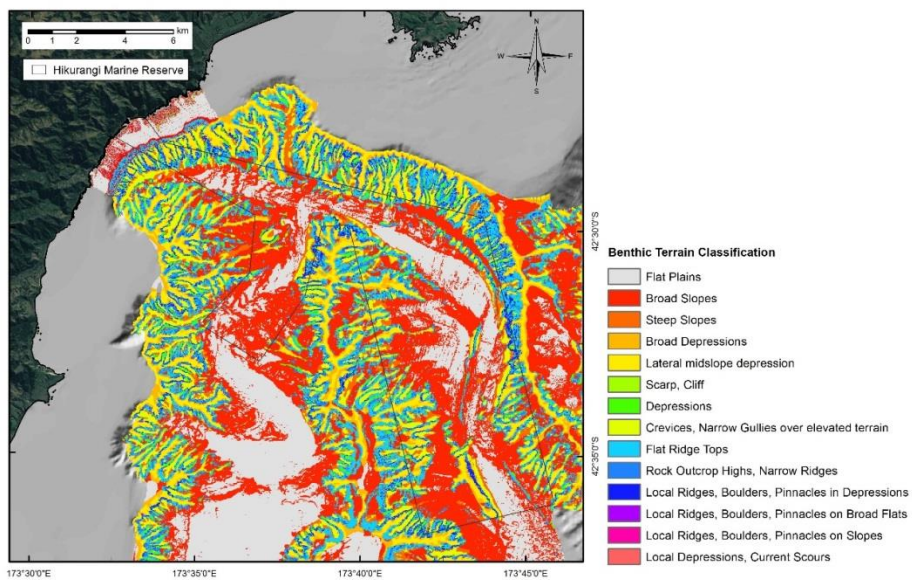 km
0 1 2 4 6
Hikurangi Marine Reserve
N
W F
S
42°30'0"S
42°35'0"S
173°30'0"E 173°35'0"E 173°40'0"E 173°45'0"E
Benthic Terrain Classification
Flat Plains
Broad Slopes
Steep Slopes
Broad Depressions
Lateral midslope depression
Scarp, Cliff
Depressions
Crevices, Narrow Gullies over elevated terrain
Flat Ridge Tops
Rock Outcrop Highs, Narrow Ridges
Local Ridges, Boulders, Pinnacles in Depressions
Local Ridges, Boulders, Pinnacles on Broad Flats
Local Ridges, Boulders, Pinnacles on Slopes
Local Depressions, Current Scours